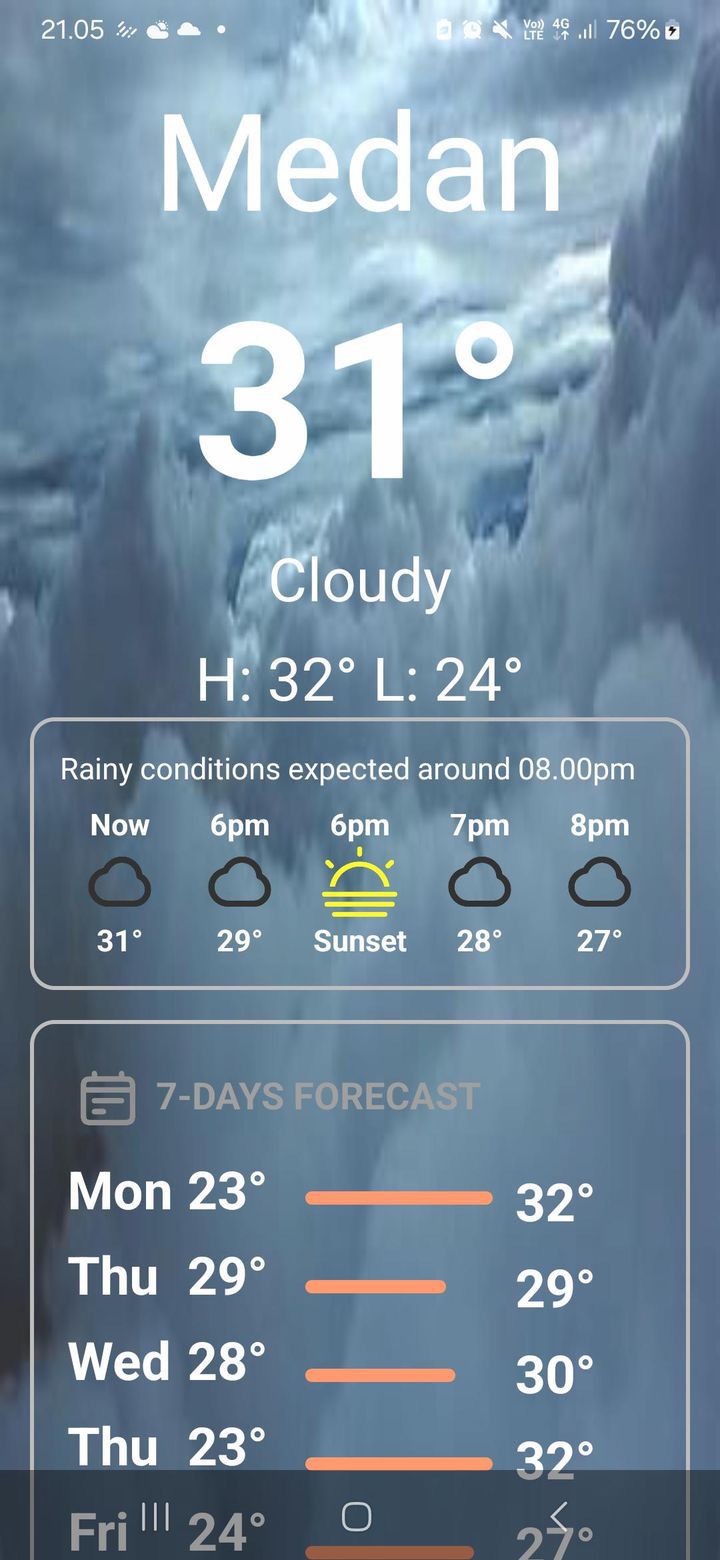 21.05 Vo)) LTE 4G 76%
Medan
31°
Cloudy
H: 32° L: 24°
Rainy conditions expected around 08.00pm
Now 6pm 6pm 7pm 8pm
31° 29° Sunset 28° 27°
7-DAYS FORECAST
Mon 23° 32°
Thu 29° 29°
Wed 28° 30°
Thu 23° 32°
Fri 24° 27°